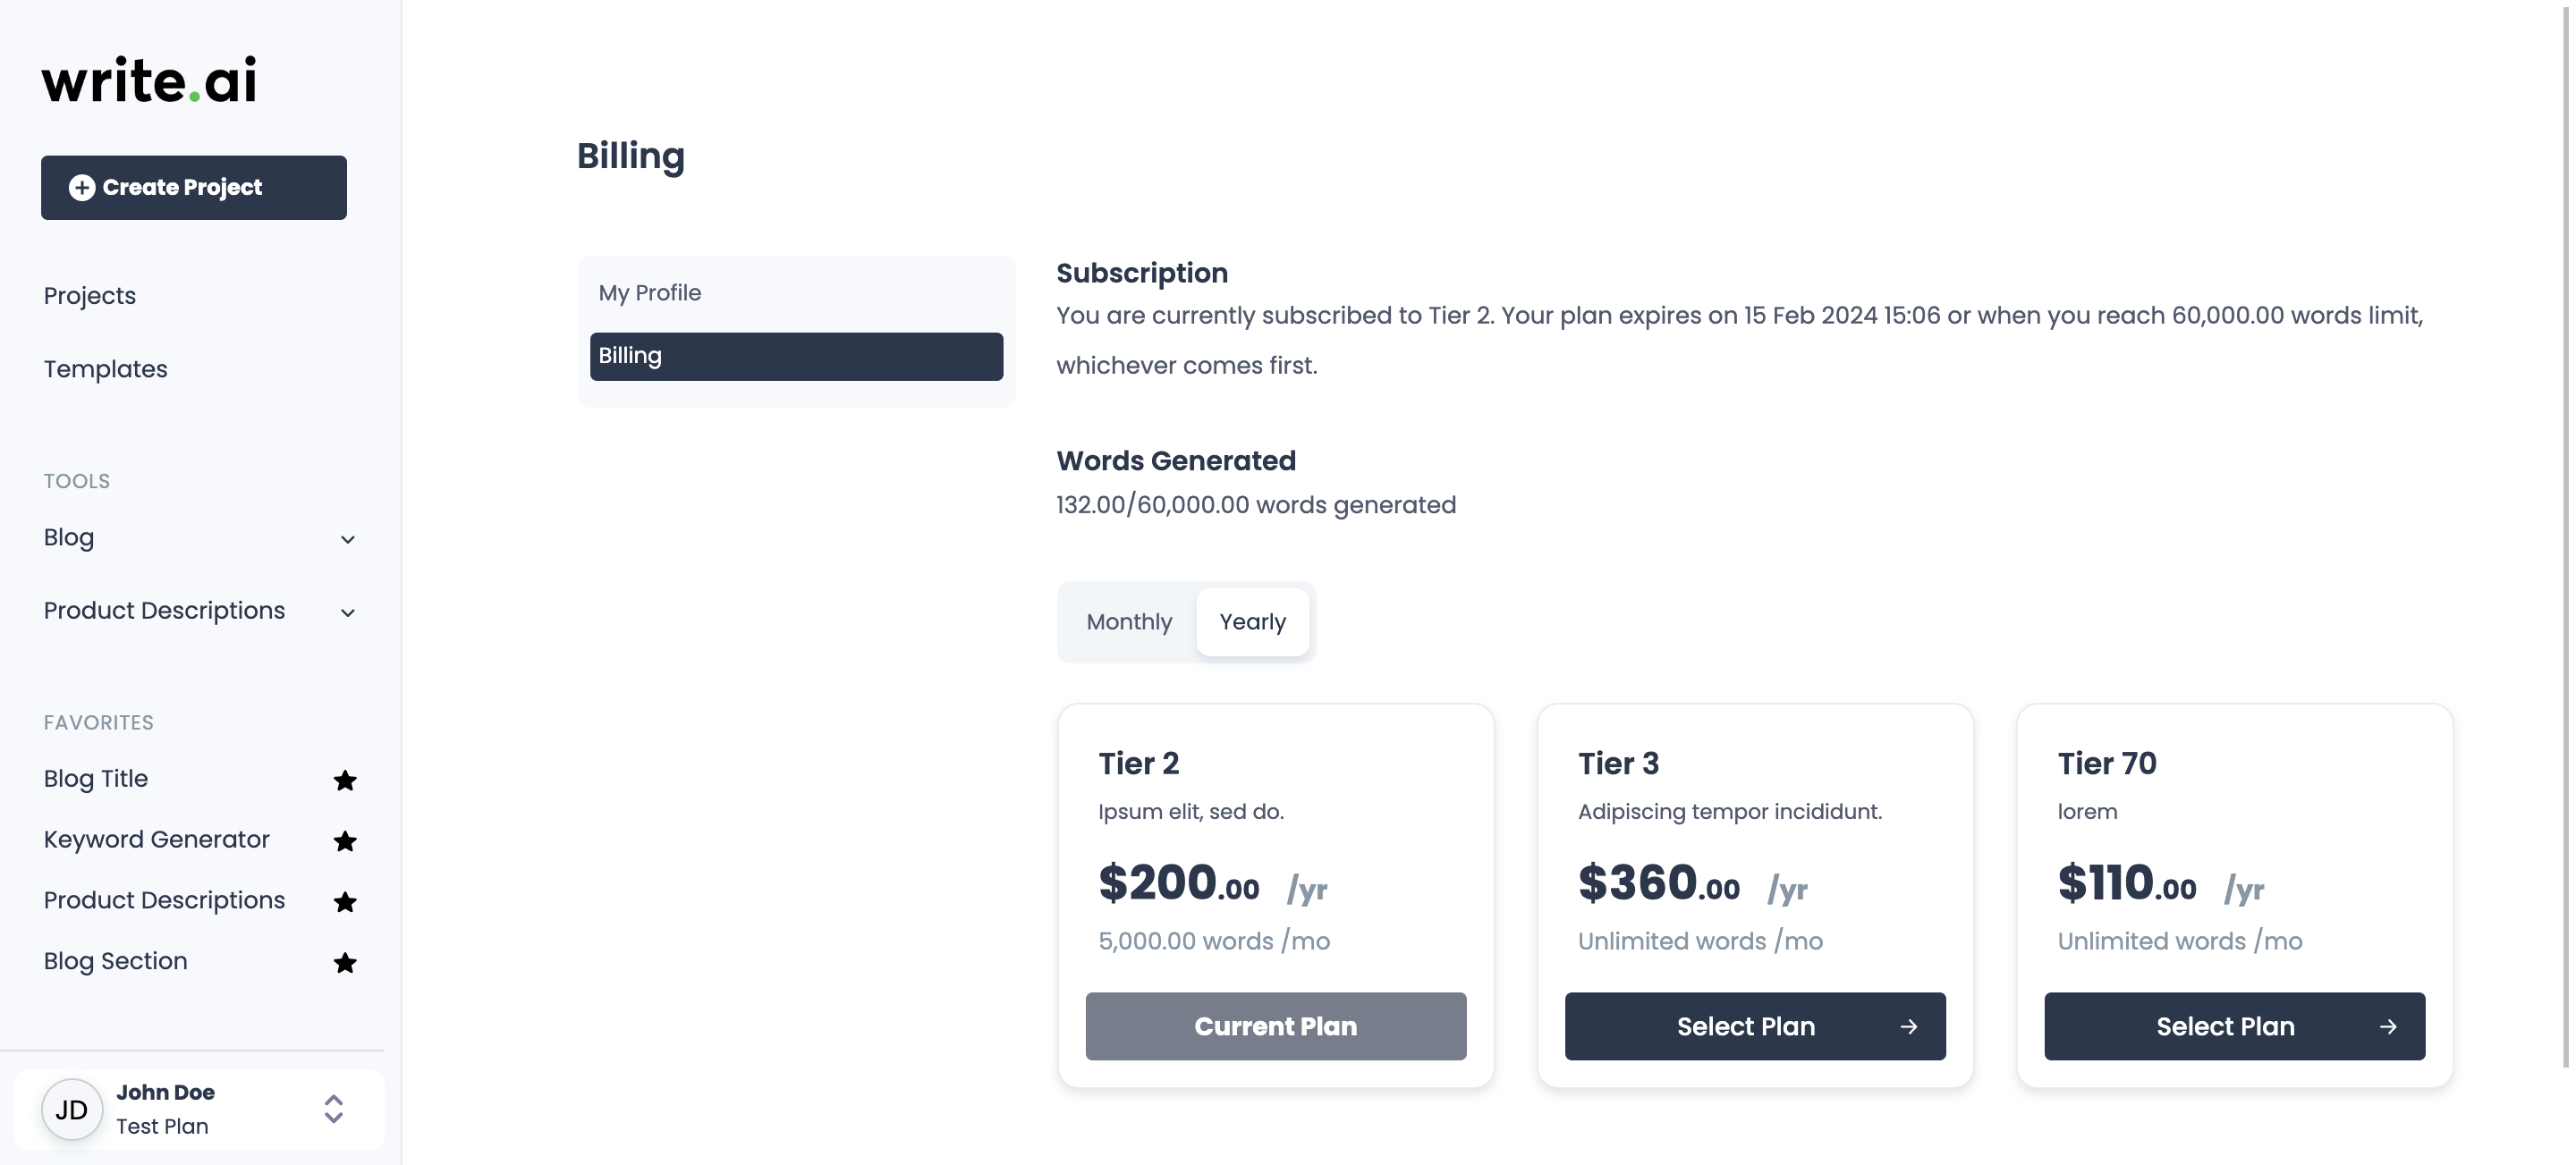 write.ai
Create Project
Projects
Templates
TOOLS
Blog
Product Descriptions
FAVORITES
Blog Title
Keyword Generator
Product Descriptions
Blog Section
JD
John Doe
Test Plan
Billing
My Profile
Billing
Subscription
You are currently subscribed to Tier 2. Your plan expires on 15 Feb 2024 15:06 or when you reach 60,000.00 words limit,
whichever comes first.
Words Generated
132.00/60,000.00 words generated
Monthly
Yearly
Tier 2
Ipsum elit, sed do.
$200.00 /yr
5,000.00 words /mo
Current Plan
Tier 3
Adipiscing tempor incididunt.
$360.00 /yr
Unlimited words /mo
Select Plan
Tier 70
lorem
$110.00 /yr
Unlimited words /mo
Select Plan